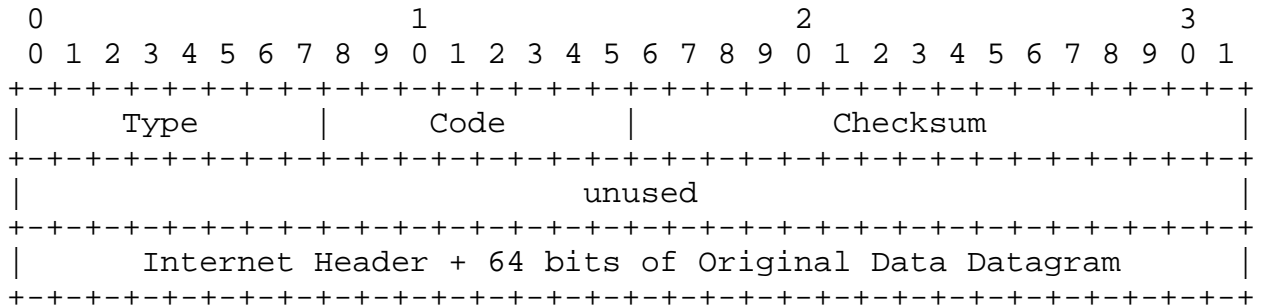 0                   1                   2                   3
0 1 2 3 4 5 6 7 8 9 0 1 2 3 4 5 6 7 8 9 0 1 2 3 4 5 6 7 8 9 0 1
+-+-+-+-+-+-+-+-+-+-+-+-+-+-+-+-+-+-+-+-+-+-+-+-+-+-+-+-+-+-+-+-+
|     Type      |     Code      |          Checksum             |
+-+-+-+-+-+-+-+-+-+-+-+-+-+-+-+-+-+-+-+-+-+-+-+-+-+-+-+-+-+-+-+-+
|                             unused                            |
+-+-+-+-+-+-+-+-+-+-+-+-+-+-+-+-+-+-+-+-+-+-+-+-+-+-+-+-+-+-+-+-+
|      Internet Header + 64 bits of Original Data Datagram      |
+-+-+-+-+-+-+-+-+-+-+-+-+-+-+-+-+-+-+-+-+-+-+-+-+-+-+-+-+-+-+-+-+